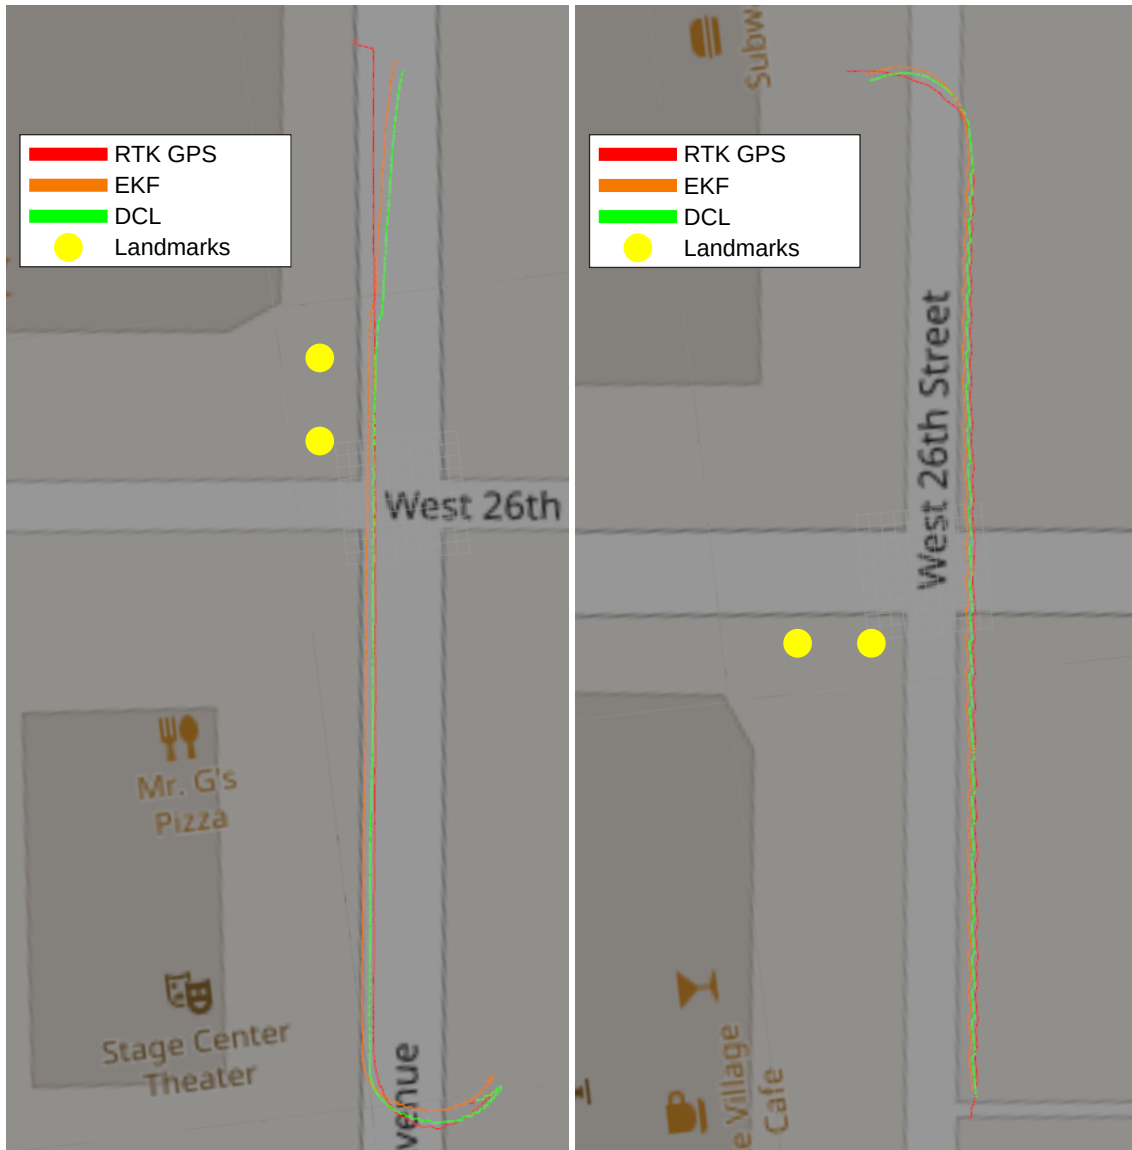 RTK GPS
EKF
DCL
Landmarks
West 26th
Mr. G's
Pizza
Stage Center
Theater
venue
Subw
RTK GPS
EKF
DCL
Landmarks
West 26th Street
e Village
Cafe